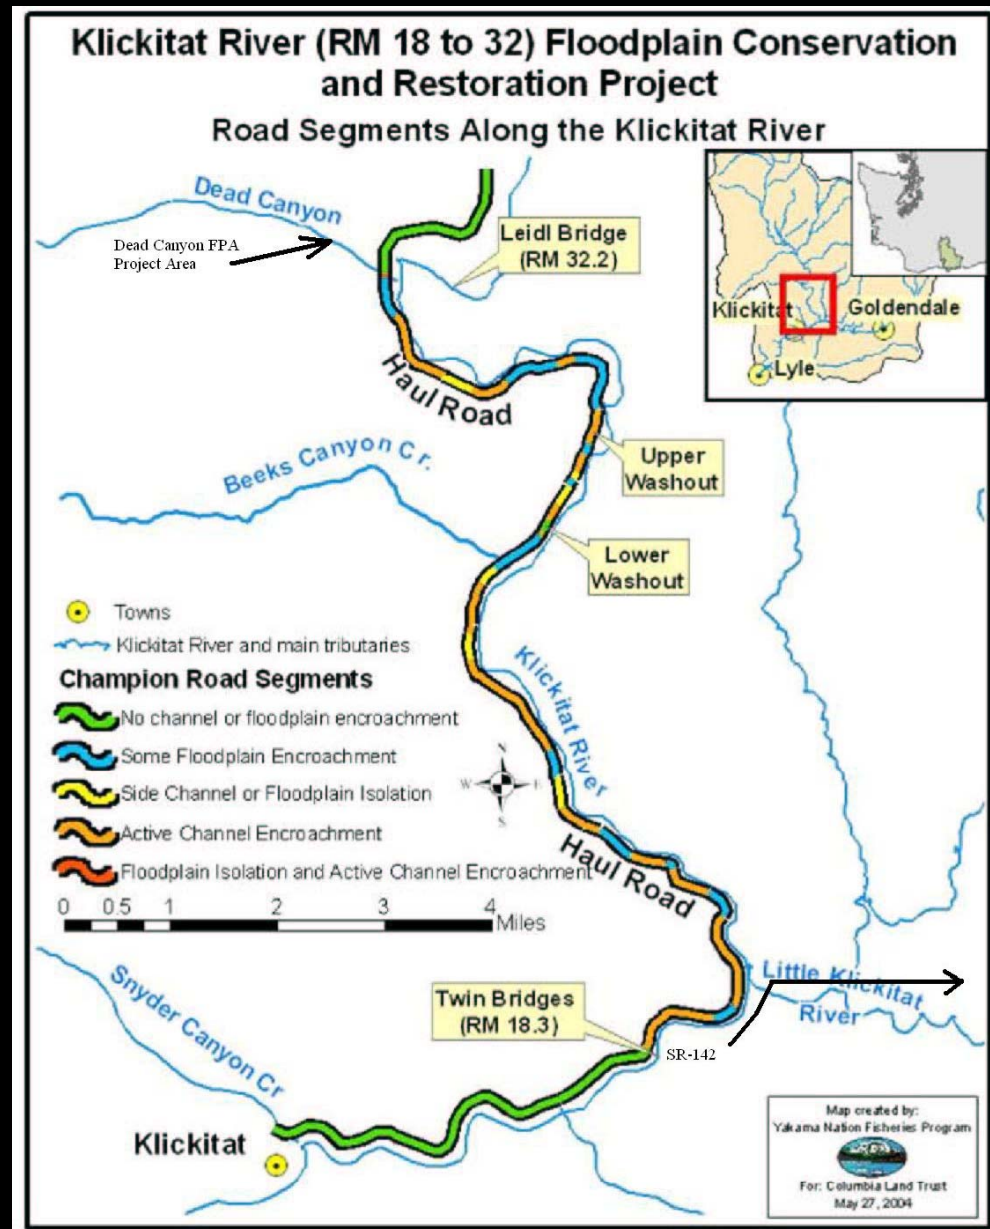 Klickitat River (RM 18 to 32) Floodplain Conservation
and Restoration Project
Road Segments Along the Klickitat River
Dead Canyon
Dead Canyon FPA
Project Area
Leidl Bridge
(RM 32.2)
Klickitat
Goldendale
Lyle
Haul Road
Beeks Canyon Cr.
Upper
Washout
Lower
Washout
Towns
Klickitat River and main tributaries
Champion Road Segments
No channel or floodplain encroachment
Some Floodplain Encroachment
Side Channel or Floodplain Isolation
Active Channel Encroachment
Floodplain Isolation and Active Channel Encroachment
Klickitat River
N
W E
S
Haul Road
0 0.5 1 2 3 4
Miles
Snyder Canyon Cr
Little Klickitat
River
Twin Bridges
(RM 18.3)
SR-142
Klickitat
Map created by:
Yakama Nation Fisheries Program
For: Columbia Land Trust
May 27, 2004